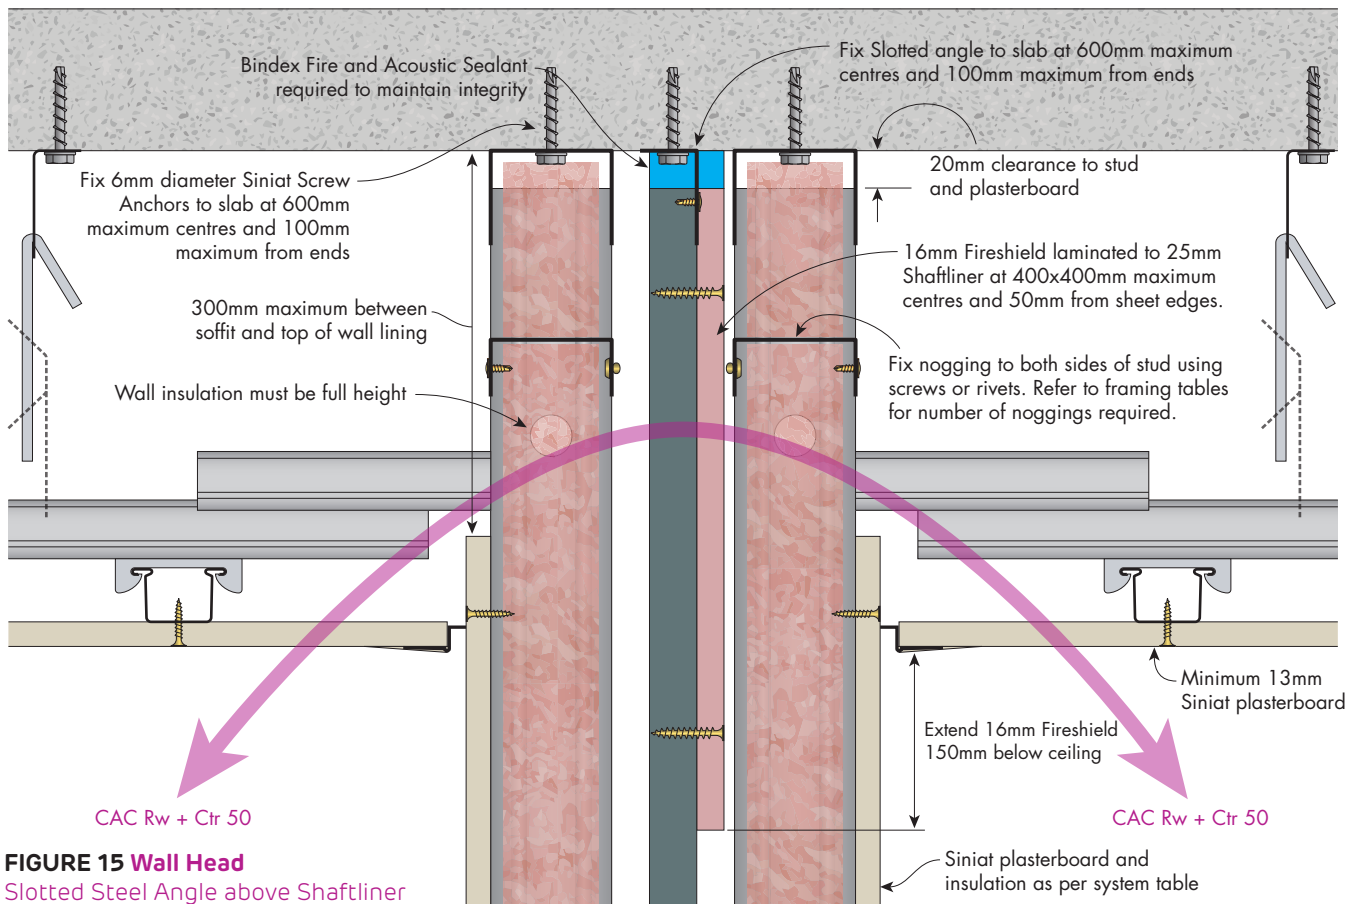 Bindex Fire and Acoustic Sealant
required to maintain integrity
Fix Slotted angle to slab at 600mm maximum
centres and 100mm maximum from ends
Fix 6mm diameter Siniat Screw
Anchors to slab at 600mm
maximum centres and 100mm
maximum from ends
20mm clearance to stud
and plasterboard
16mm Fireshield laminated to 25mm
Shaftliner at 400x400mm maximum
centres and 50mm from sheet edges.
300mm maximum between
soffit and top of wall lining
Fix nogging to both sides of stud using
screws or rivets. Refer to framing tables
for number of noggings required.
Wall insulation must be full height
Minimum 13mm
Siniat plasterboard
Extend 16mm Fireshield
150mm below ceiling
CAC Rw + Ctr 50
CAC Rw + Ctr 50
Siniat plasterboard and
insulation as per system table
FIGURE 15 Wall Head
Slotted Steel Angle above Shaftliner